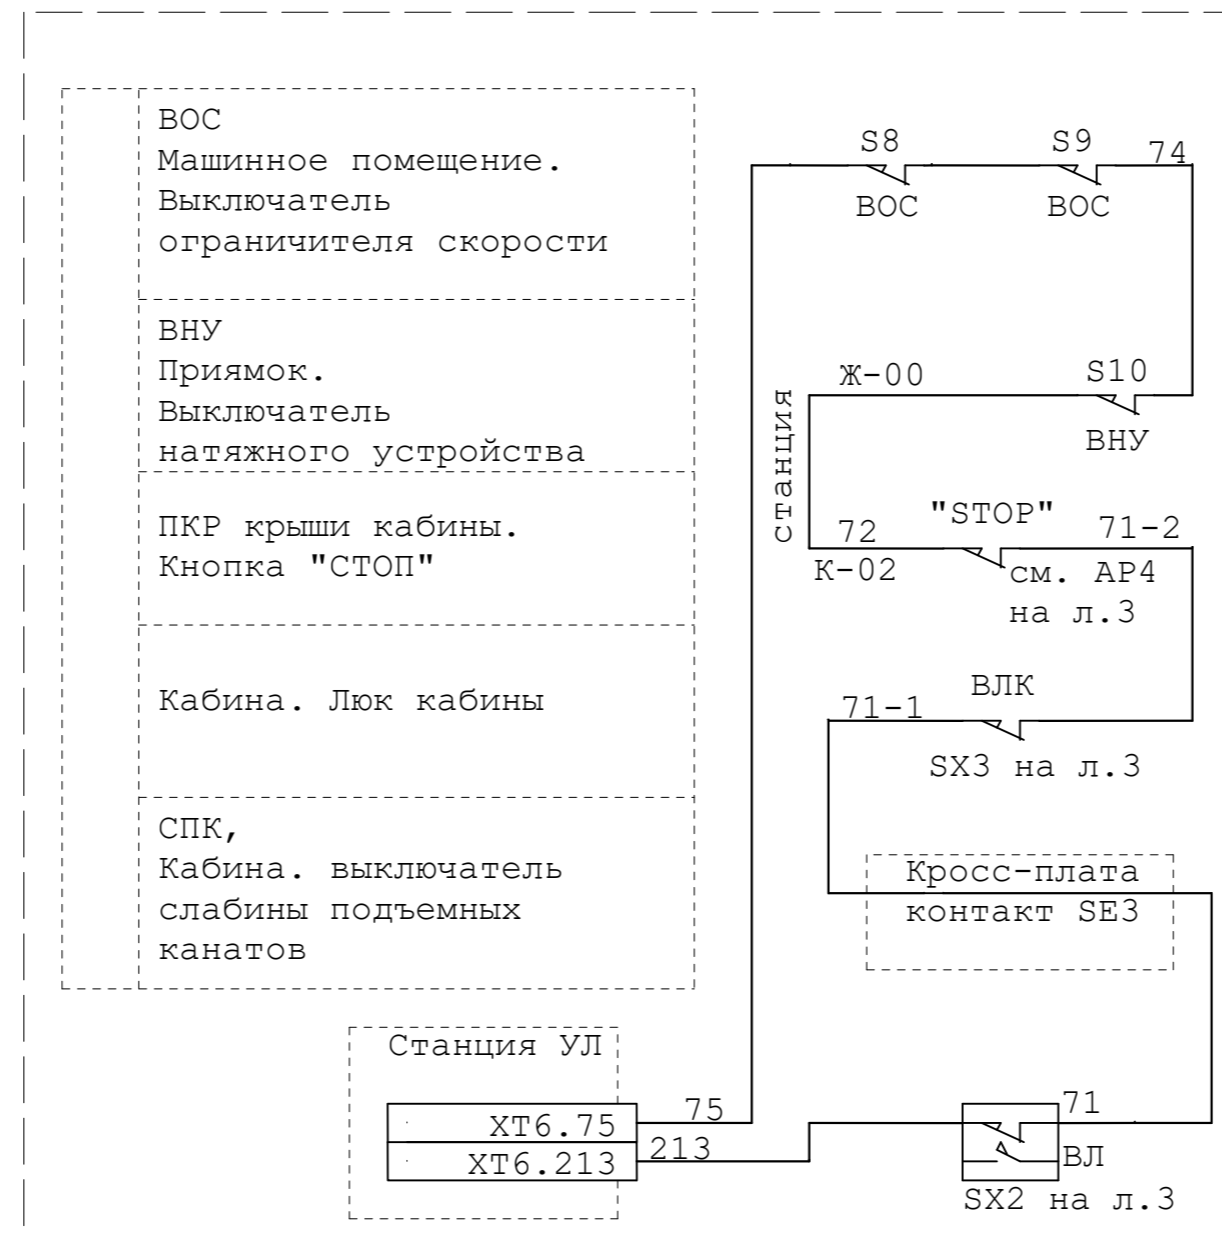 ВОС
Машинное помещение.
Выключатель
ограничителя скорости
ВНУ
Приямок.
Выключатель
натяжного устройства
ПКР крыши кабины.
Кнопка "СТОП"
Кабина. Люк кабины
СПК,
Кабина. выключатель
слабины подъемных
канатов
S8
S9
74
ВОС
ВОС
Ж-00
S10
ВНУ
станция
"STOP"
72
71-2
К-02
см. АР4
на л.3
ВЛК
71-1
SX3 на л.3
Кросс-плата
контакт SE3
Станция УЛ
XT6.75
75
XT6.213
213
71
ВЛ
SX2 на л.3